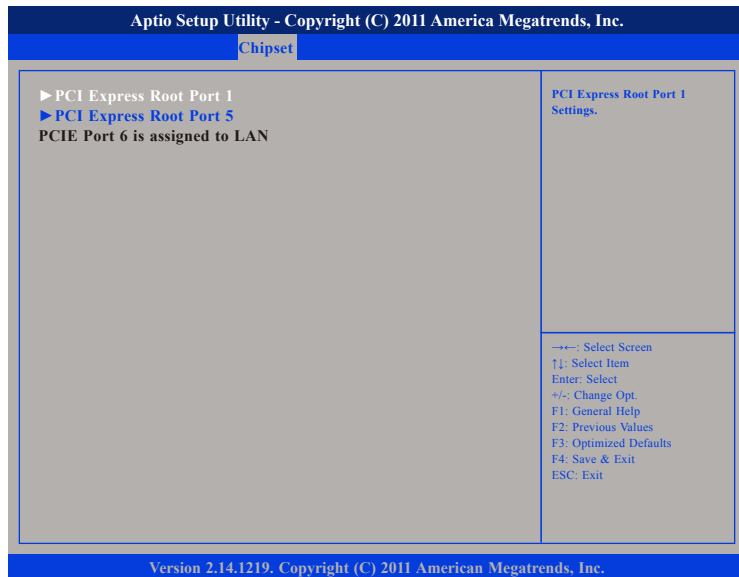 Aptio Setup Utility - Copyright (C) 2011 America Megatrends, Inc.
Chipset
►PCI Express Root Port 1
►PCI Express Root Port 5
PCIE Port 6 is assigned to LAN
PCI Express Root Port 1
Settings.
→←: Select Screen
↑↓: Select Item
Enter: Select
+/-: Change Opt.
F1: General Help
F2: Previous Values
F3: Optimized Defaults
F4: Save & Exit
ESC: Exit
Version 2.14.1219. Copyright (C) 2011 American Megatrends, Inc.